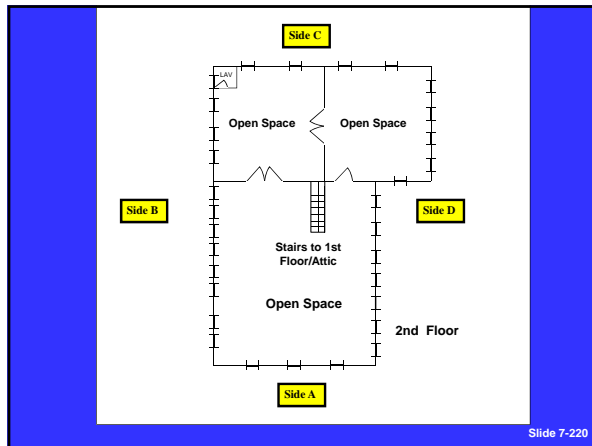 Side C
LAV
Open Space
Open Space
Side B
Side D
Stairs to 1st
Floor/Attic
Open Space
2nd Floor
Side A
Slide 7-220